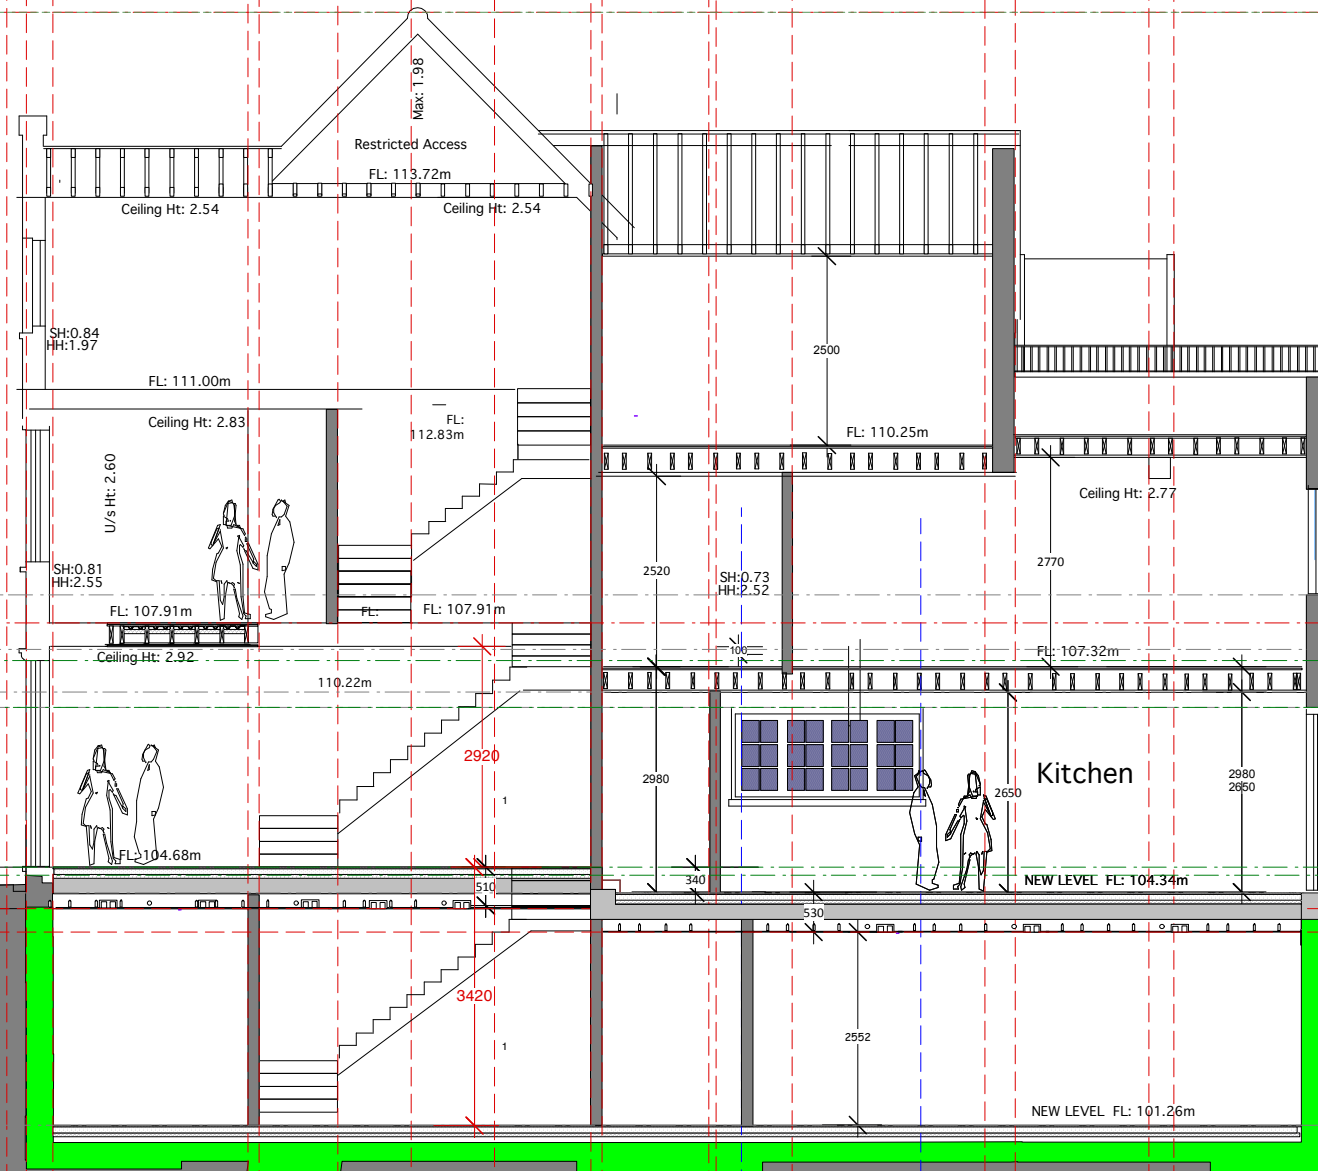 Max: 1.98
Restricted Access
FL: 113.72m
Ceiling Ht: 2.54
Ceiling Ht: 2.54
SH:0.84
HH:1.97
2500
FL: 111.00m
Ceiling Ht: 2.83
FL:
112.83m
FL: 110.25m
U/s Ht: 2.60
Ceiling Ht: 2.77
SH:0.81
HH:2.55
2520
SH:0.73
HH:2.52
2770
FL: 107.91m
FL:
FL: 107.91m
Ceiling Ht: 2.92
100
FL: 107.32m
110.22m
2920
2980
Kitchen
2650
2980
2650
1
FL: 104.68m
510
340
NEW LEVEL FL: 104.34m
530
3420
1
2552
NEW LEVEL FL: 101.26m